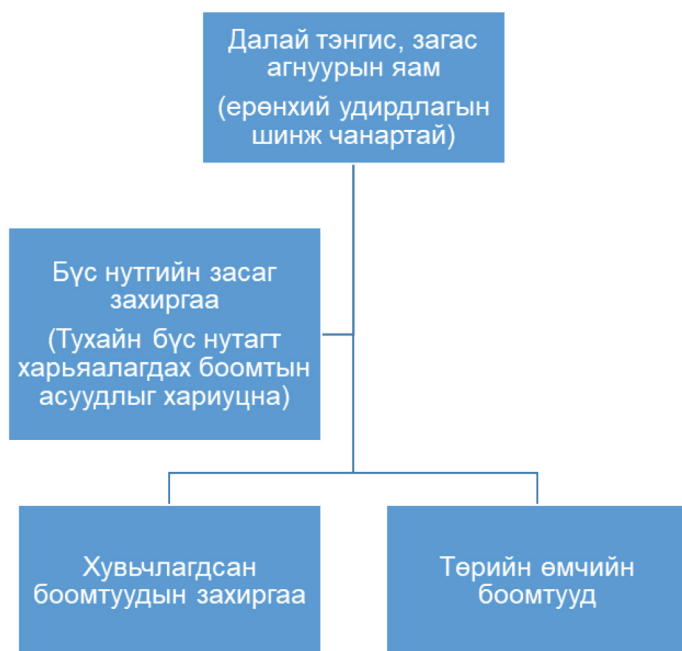 Далай тэнгис, загас
агнуурын яам
(ерөнхий удирдлагын
шинж чанартай)
Бүс нутгийн засаг
захиргаа
(Тухайн бүс нутагт
харьяалагдах боомтын
асуудлыг хариуцна)
Хувьчлагдсан
боомтуудын захиргаа
Төрийн өмчийн
боомтууд